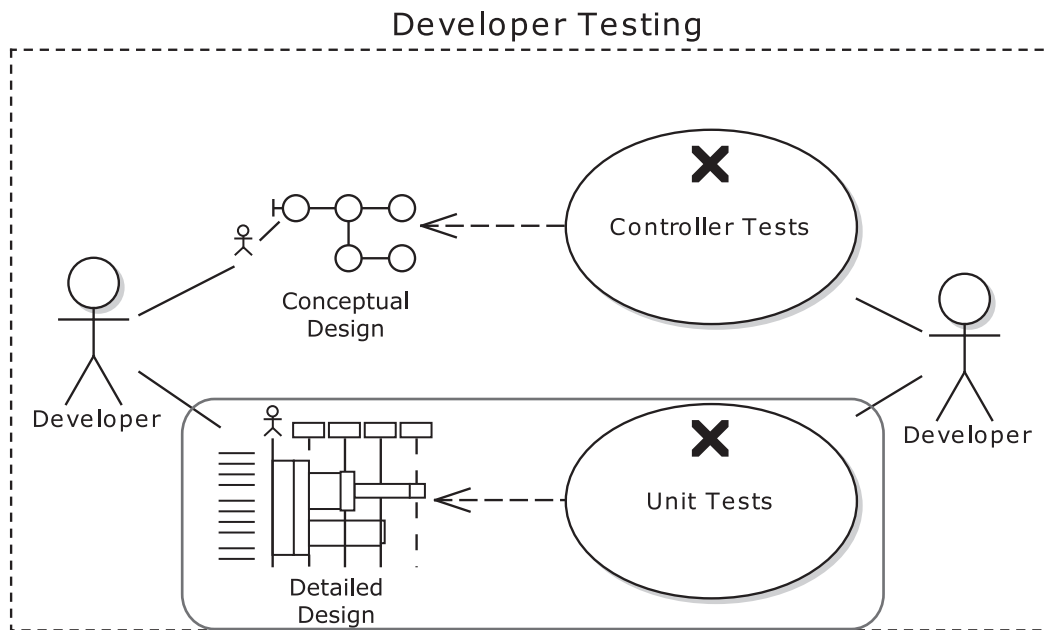 Developer Testing
Controller Tests
Conceptual
Design
Developer
Developer
Unit Tests
Detailed
Design